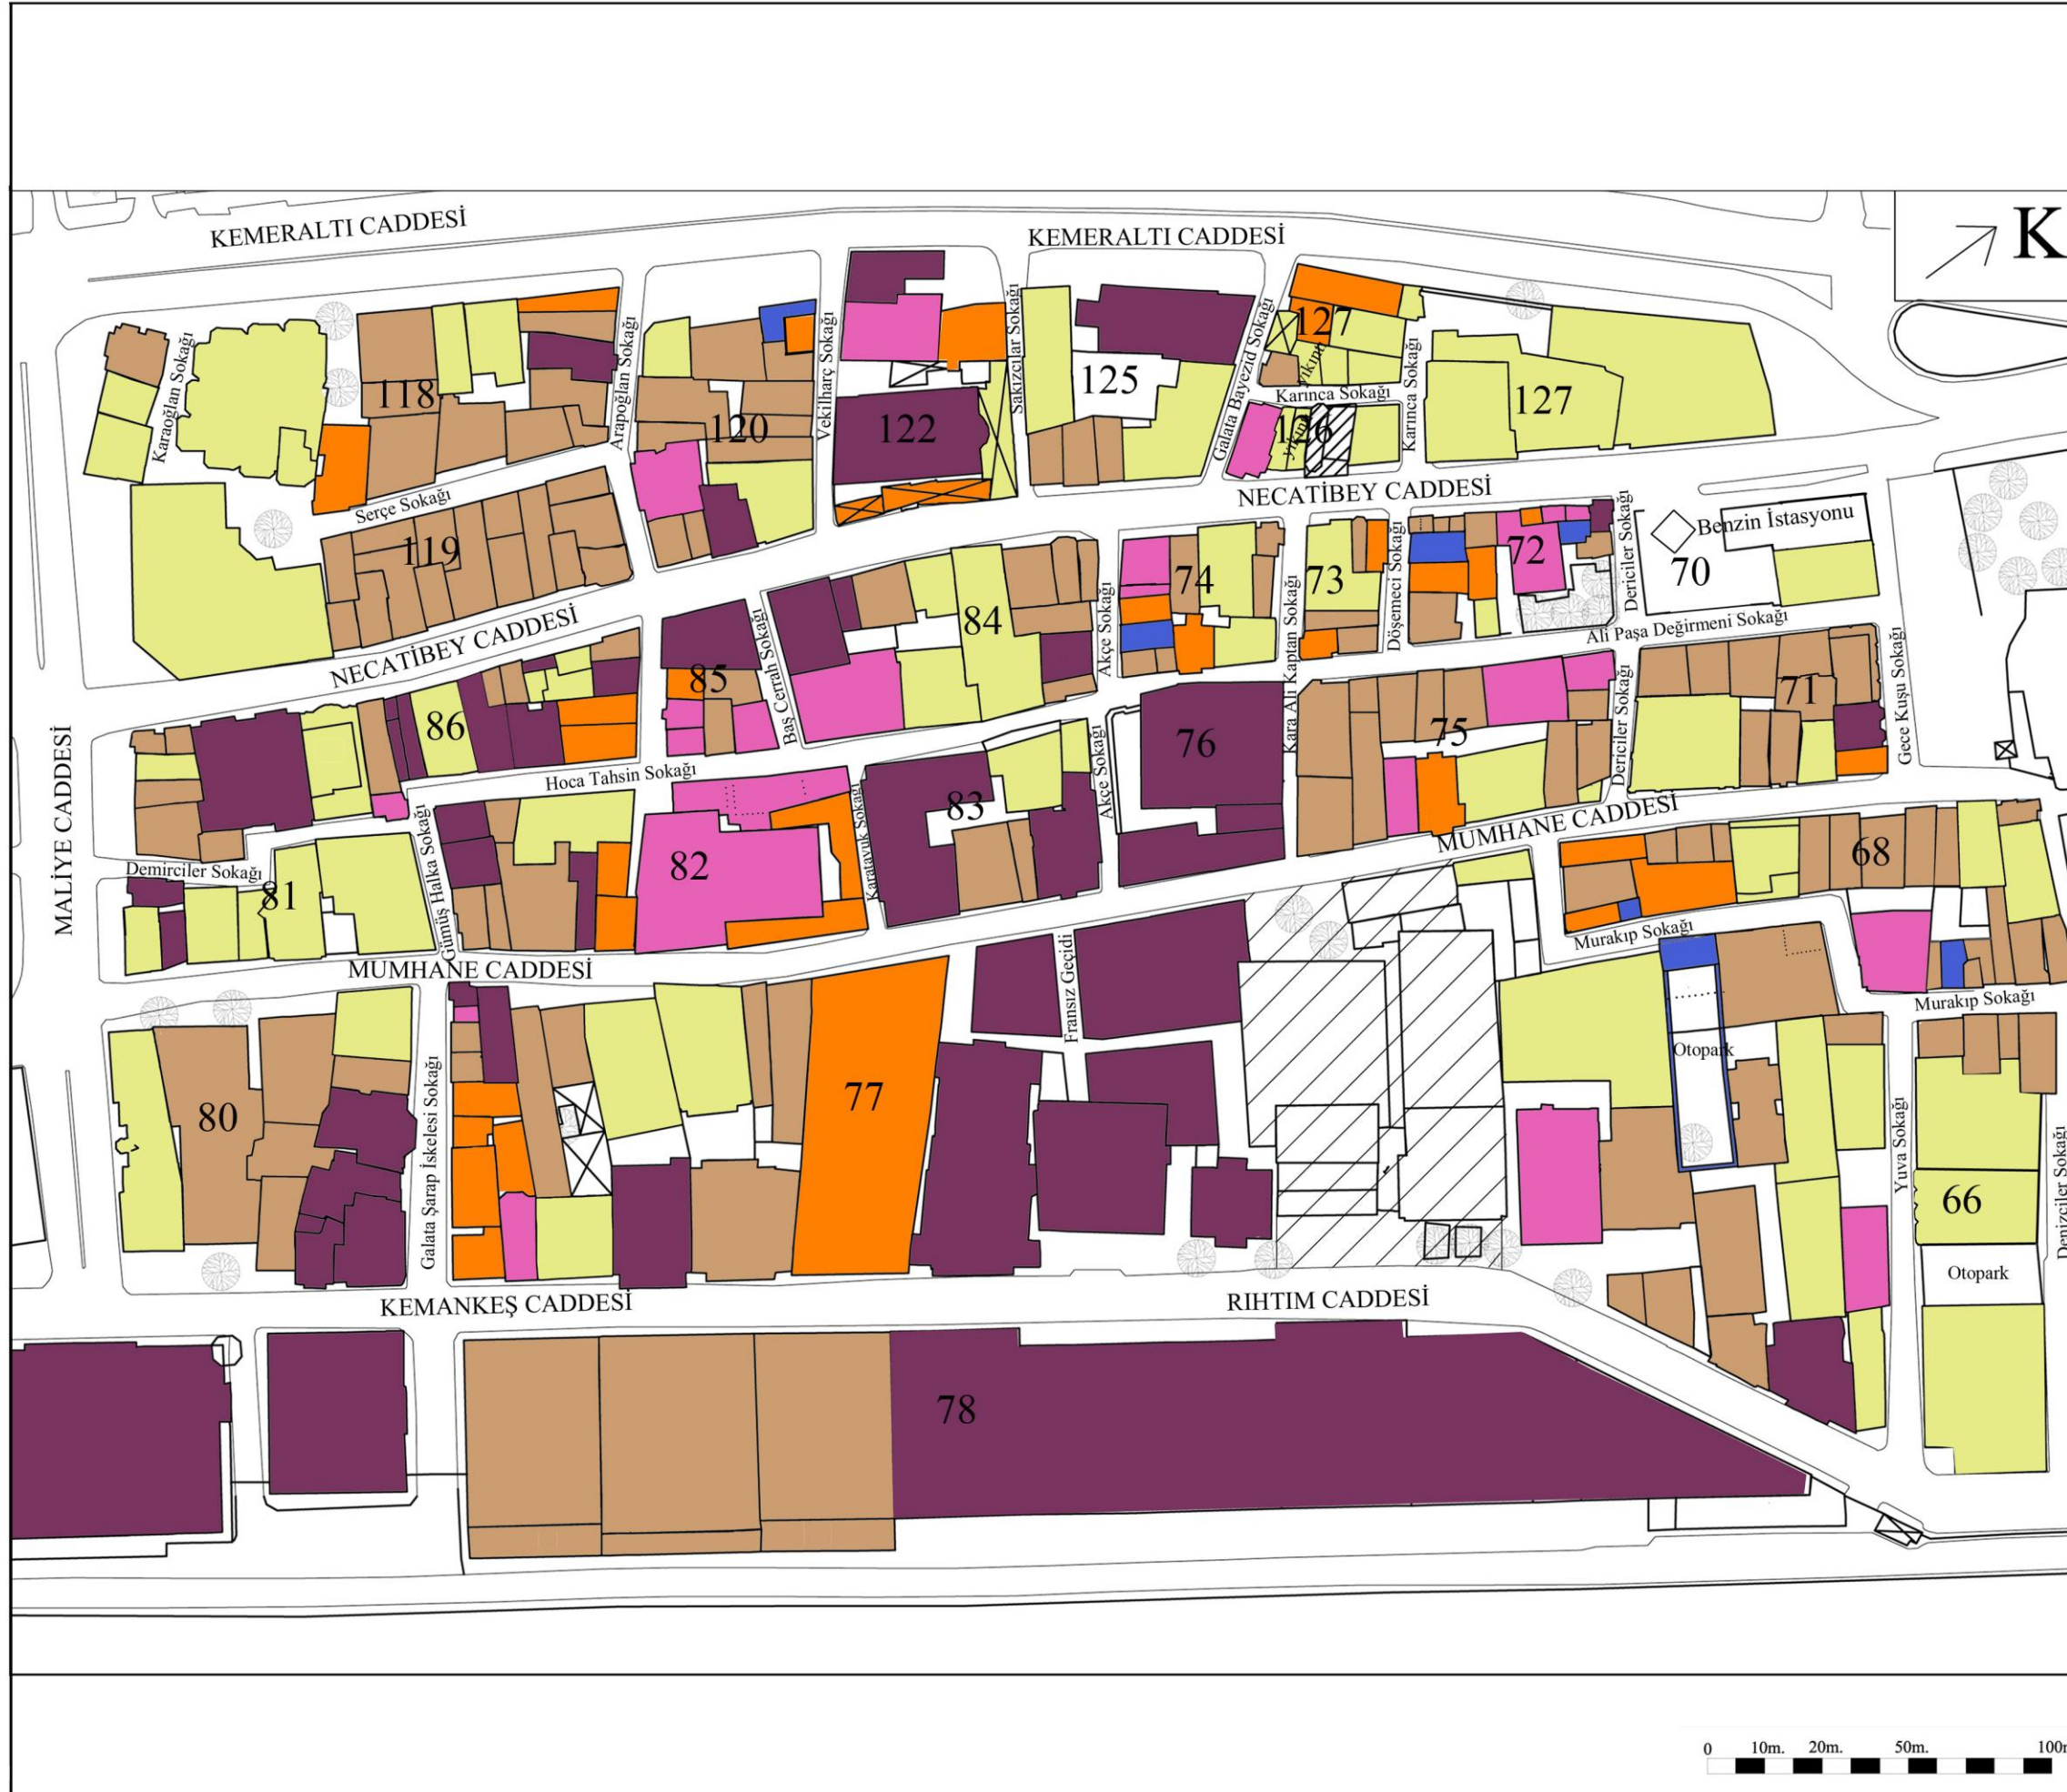 KEMERALTI CADDESİ
KEMERALTI CADDESİ
K
Karaoğlan Sokağı
118
Arapoğlan Sokağı
120
Vekilharç Sokağı
122
Sakızcılar Sokağı
125
Galata Bayezid Sokağı
127
yıkıntı
Karınca Sokağı
Karınca Sokağı
127
126
yıkıntı
Serçe Sokağı
119
NECATİBEY CADDESİ
NECATİBEY CADDESİ
Benzin İstasyonu
70
Dericiler Sokağı
72
Döşemeci Sokağı
73
Kara Ali Kaptan Sokağı
74
Akçe Sokağı
84
Baş Cerrah Sokağı
85
86
Ali Paşa Değirmeni Sokağı
Gece Kuşu Sokağı
71
Dericiler Sokağı
75
76
Akçe Sokağı
83
Hoca Tahsin Sokağı
MALİYE CADDESİ
Demirciler Sokağı
81
Gümüş Halka Sokağı
82
Karatavuk Sokağı
MUMHANE CADDESİ
68
Murakıp Sokağı
Murakıp Sokağı
MUMHANE CADDESİ
Fransız Geçidi
Otopark
80
Galata Şarap İskelesi Sokağı
77
Yuva Sokağı
66
Denizciler Sokağı
Otopark
KEMANKEŞ CADDESİ
RIHTIM CADDESİ
78
0 10m. 20m. 50m. 100m